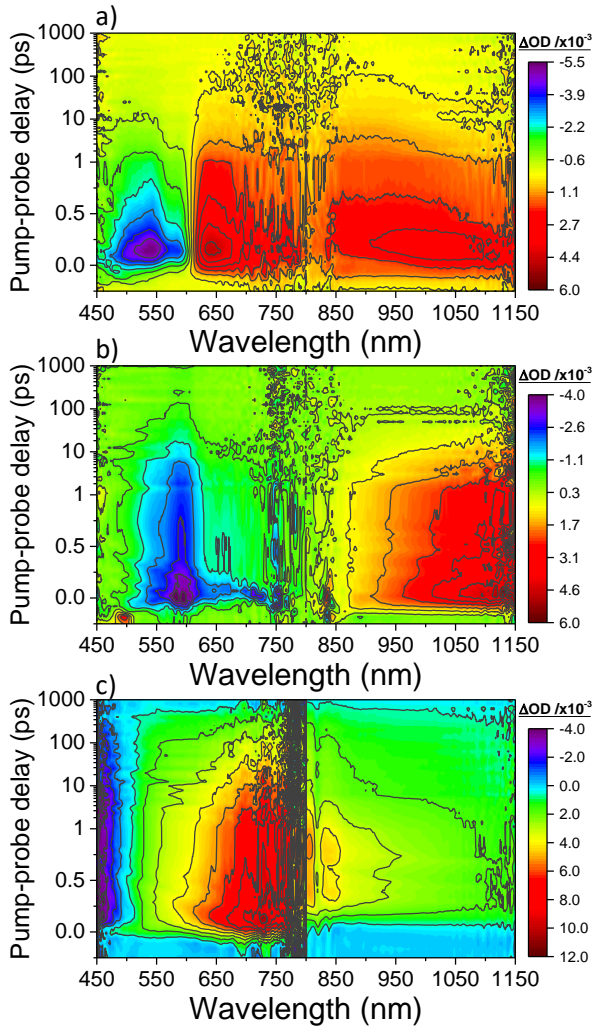 a)
ΔOD /x10-3
Pump-probe delay (ps)
1000
100
10
1
0.5
0.0
-5.5
-3.9
-2.2
-0.6
1.1
2.7
4.4
6.0
450 550 650 750 850 950 1050 1150
Wavelength (nm)
b)
ΔOD /x10-3
Pump-probe delay (ps)
1000
100
10
1
0.5
0.0
-4.0
-2.6
-1.1
0.3
1.7
3.1
4.6
6.0
450 550 650 750 850 950 1050 1150
Wavelength (nm)
c)
ΔOD /x10-3
Pump-probe delay (ps)
1000
100
10
1
0.5
0.0
-4.0
-2.0
0.0
2.0
4.0
6.0
8.0
10.0
12.0
450 550 650 750 850 950 1050 1150
Wavelength (nm)